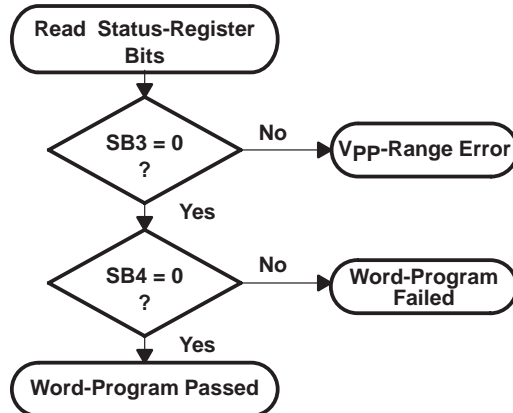 Read Status-Register
Bits
SB3 = 0
?
No
VPP-Range Error
Yes
SB4 = 0
?
No
Word-Program
Failed
Yes
Word-Program Passed